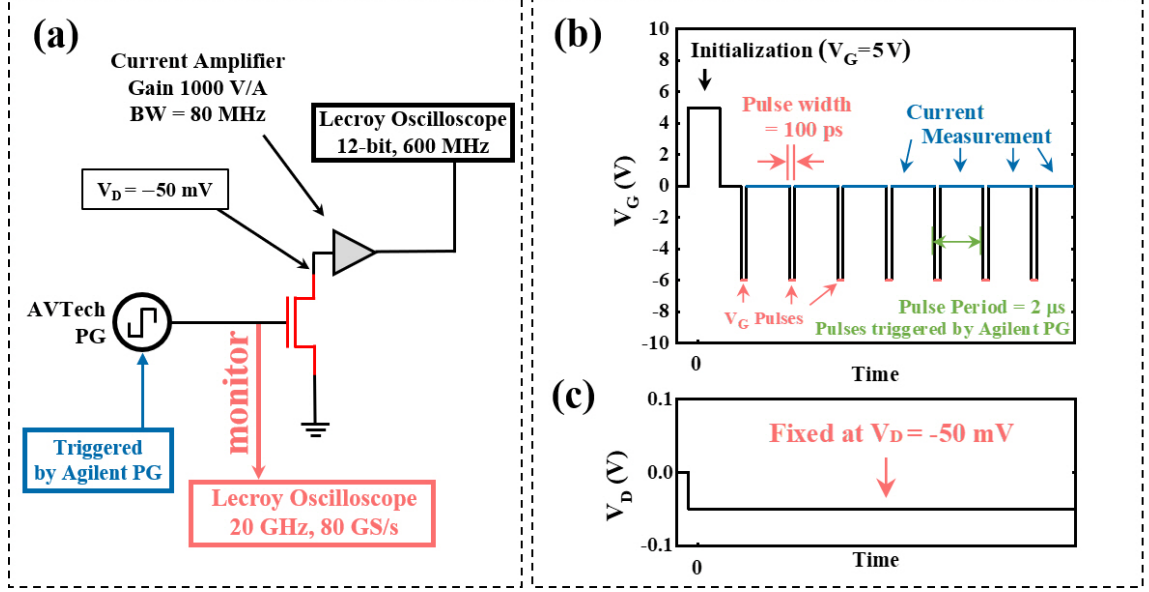 (a)
Current Amplifier
Gain 1000 V/A
BW = 80 MHz
Lecroy Oscilloscope
12-bit, 600 MHz
V_D = −50 mV
AVTech
PG
monitor
Triggered
by Agilent PG
Lecroy Oscilloscope
20 GHz, 80 GS/s
(b)
10
8
6
4
2
0
-2
-4
-6
-8
-10
V_G (V)
Initialization (V_G=5V)
Pulse width
= 100 ps
Current
Measurement
V_G Pulses
Pulse Period = 2 μs
Pulses triggered by Agilent PG
0
Time
(c)
0.1
0.0
-0.1
V_D (V)
Fixed at V_D = -50 mV
0
Time